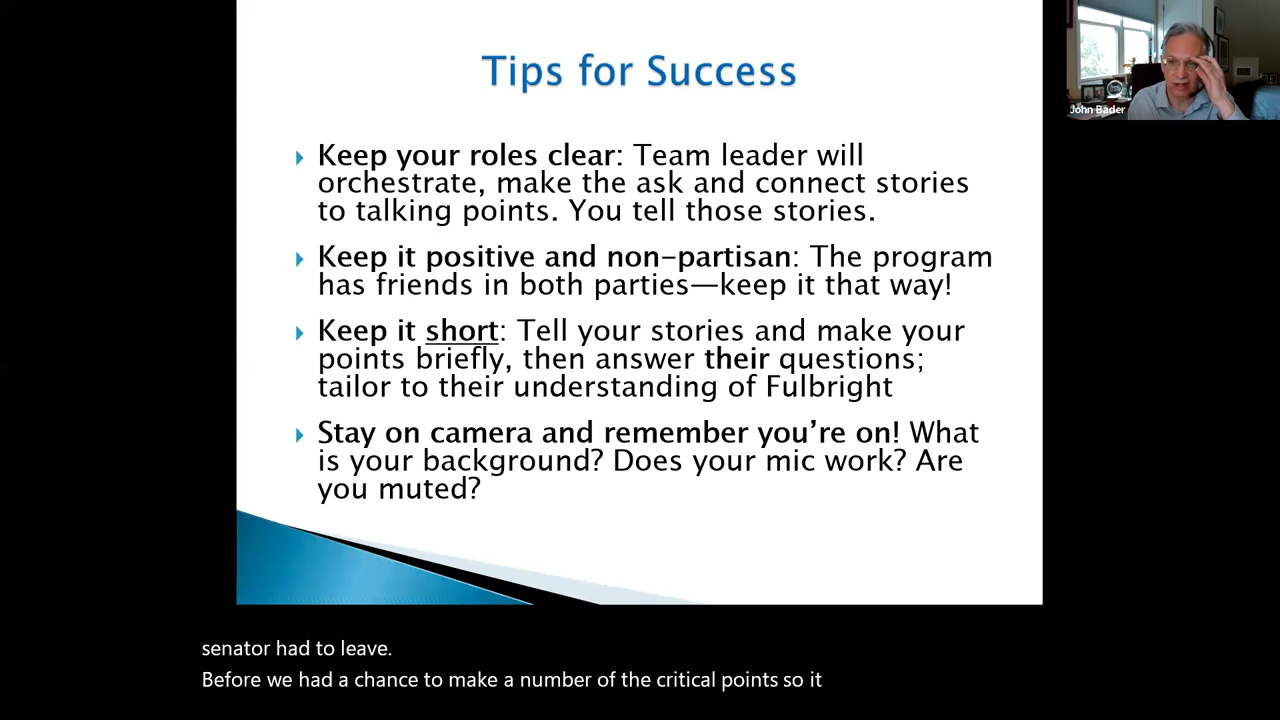 Tips for Success
John Bader
Keep your roles clear: Team leader will
orchestrate, make the ask and connect stories
to talking points. You tell those stories.
Keep it positive and non-partisan: The program
has friends in both parties—keep it that way!
Keep it short: Tell your stories and make your
points briefly, then answer their questions;
tailor to their understanding of Fulbright
Stay on camera and remember you're on! What
is your background? Does your mic work? Are
you muted?
senator had to leave.
Before we had a chance to make a number of the critical points so it